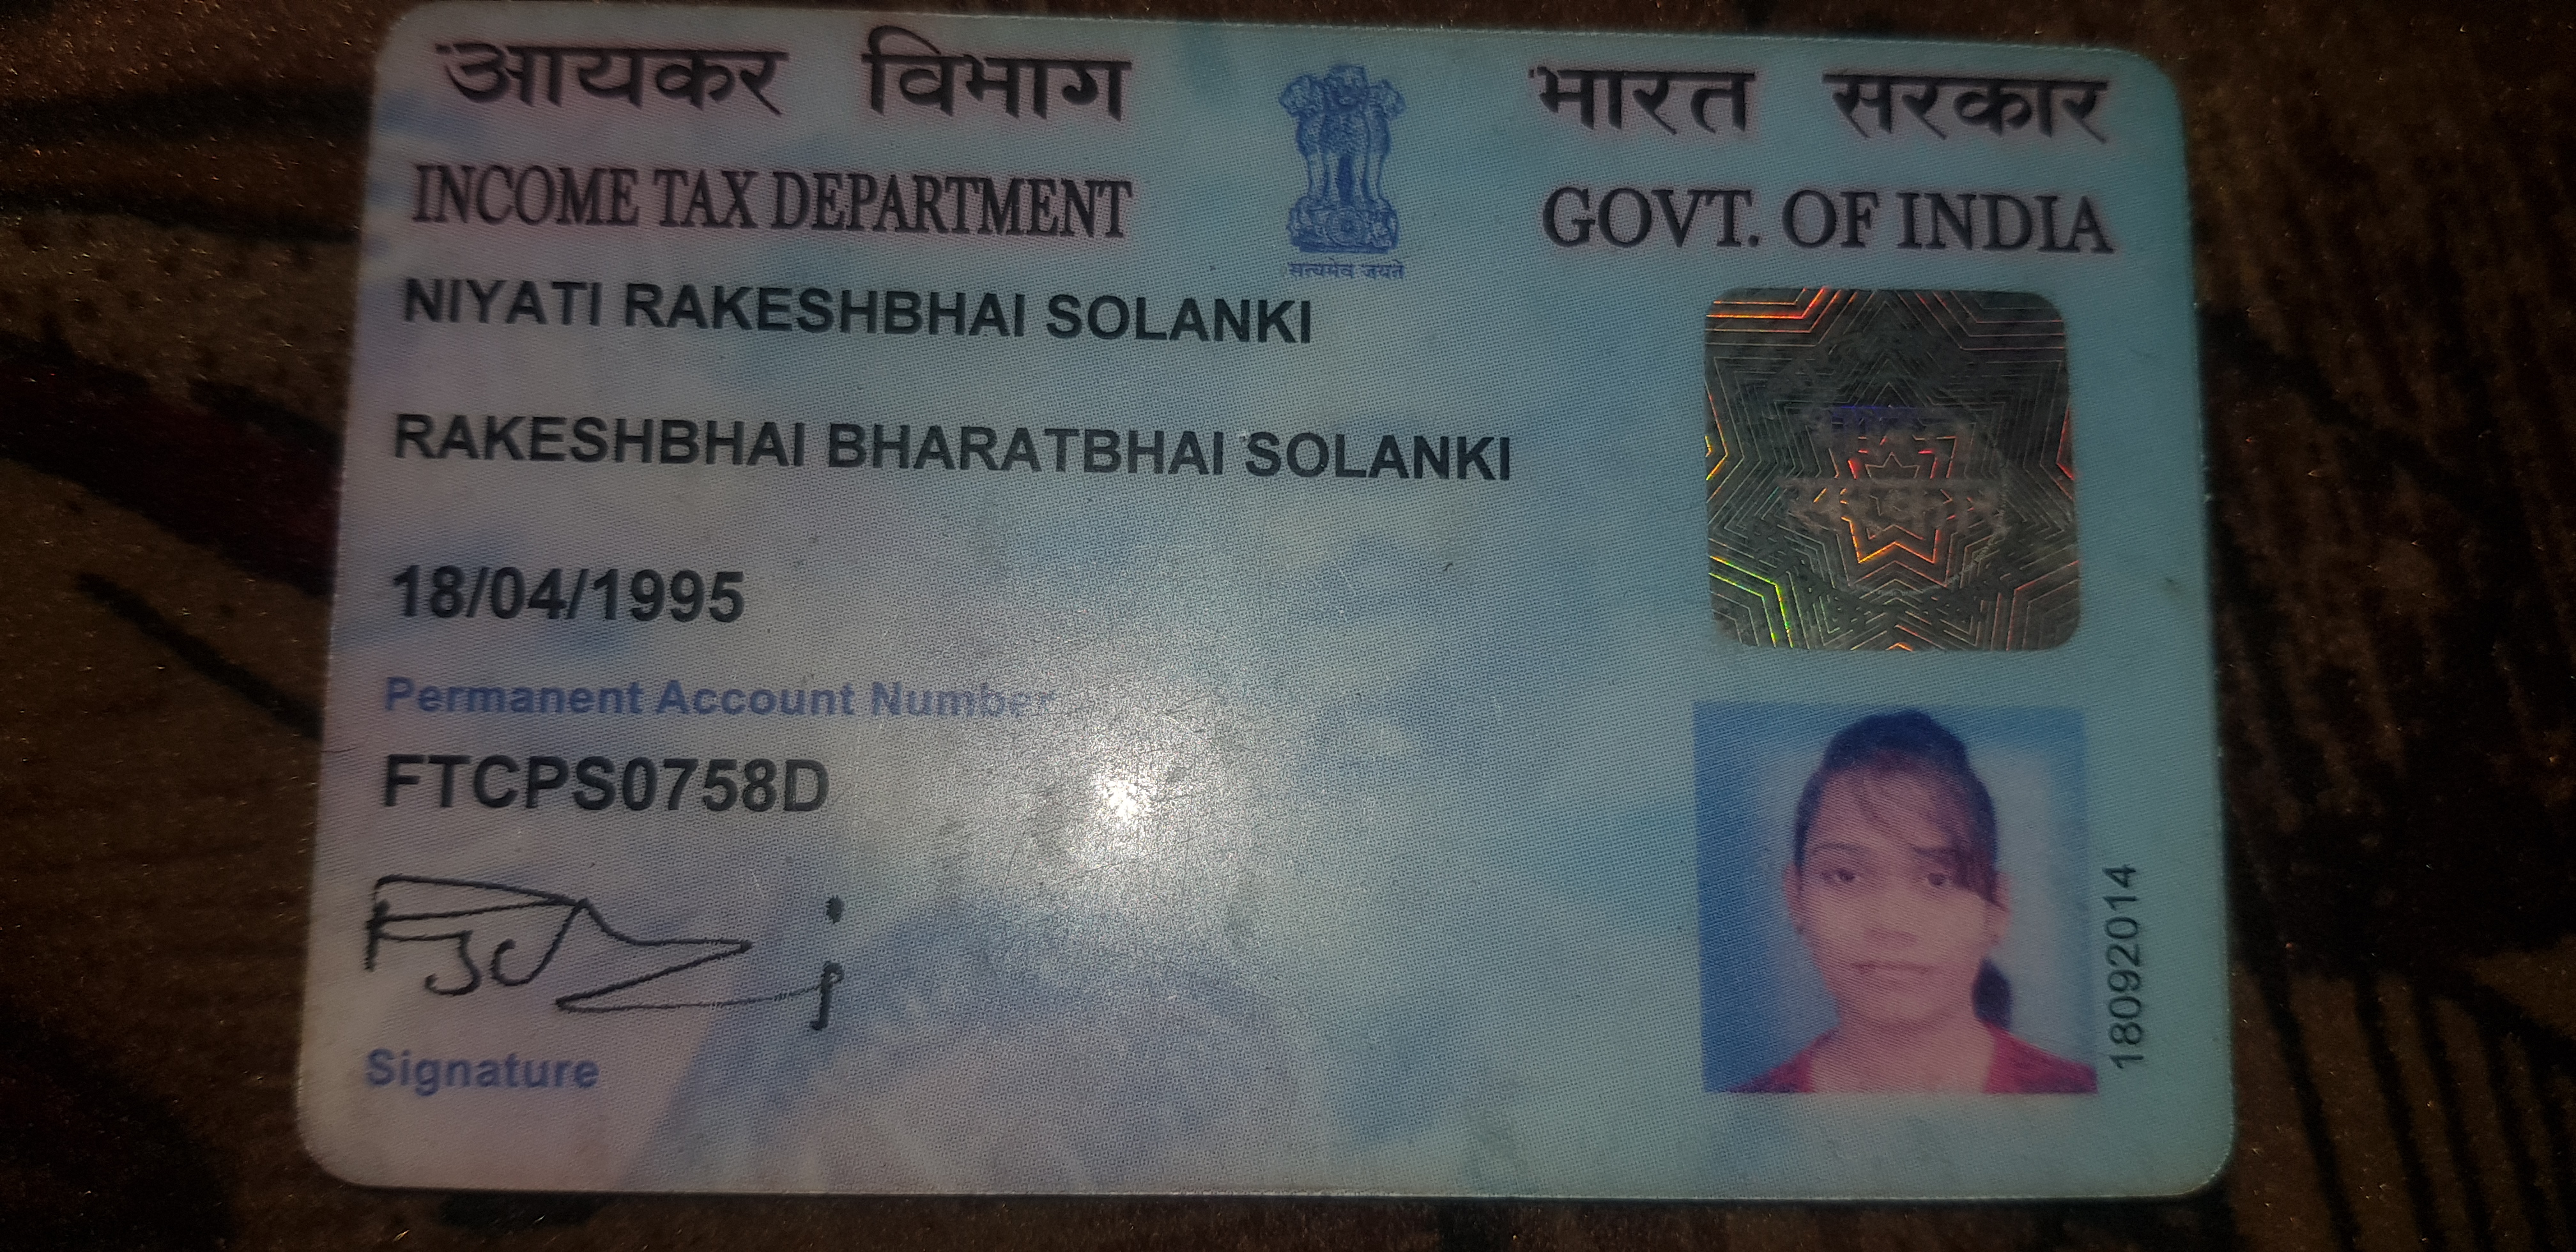 आयकर विभाग
INCOME TAX DEPARTMENT
भारत सरकार
GOVT. OF INDIA
सत्यमेव जयते
NIYATI RAKESHBHAI SOLANKI
RAKESHBHAI BHARATBHAI SOLANKI
18/04/1995
Permanent Account Number
FTCPS0758D
Signature
18092014